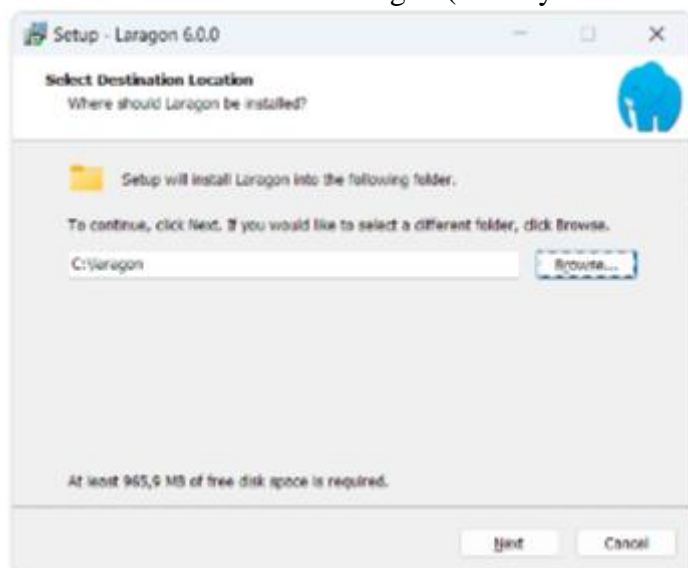 Setup - Laragon 6.0.0
Select Destination Location
Where should Laragon be installed?
Setup will install Laragon into the following folder.
To continue, click Next. If you would like to select a different folder, click Browse.
C:\laragon
Browse...
At least 965,9 MB of free disk space is required.
Next
Cancel